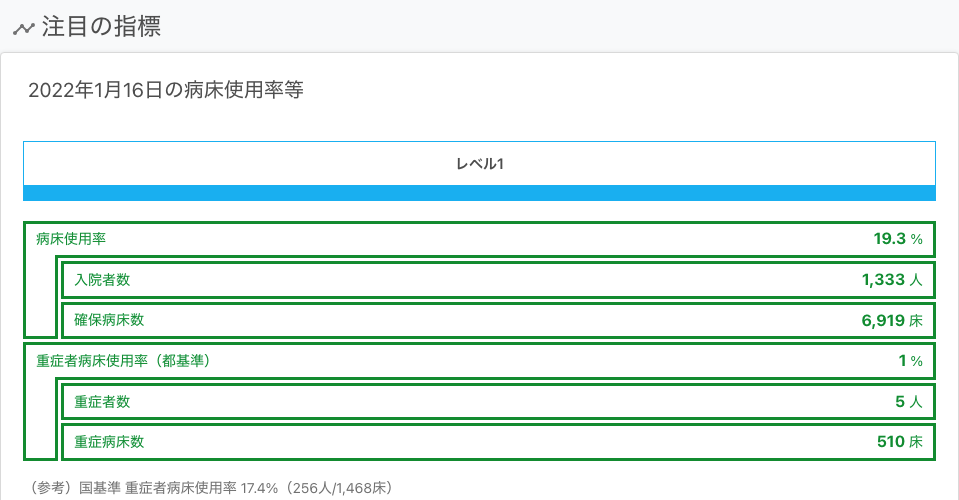 注目の指標
2022年1月16日の病床使用率等
レベル1
病床使用率 19.3 %
入院者数 1,333 人
確保病床数 6,919 床
重症者病床使用率（都基準） 1 %
重症者数 5 人
重症病床数 510 床
（参考）国基準 重症者病床使用率 17.4%（256人/1,468床）